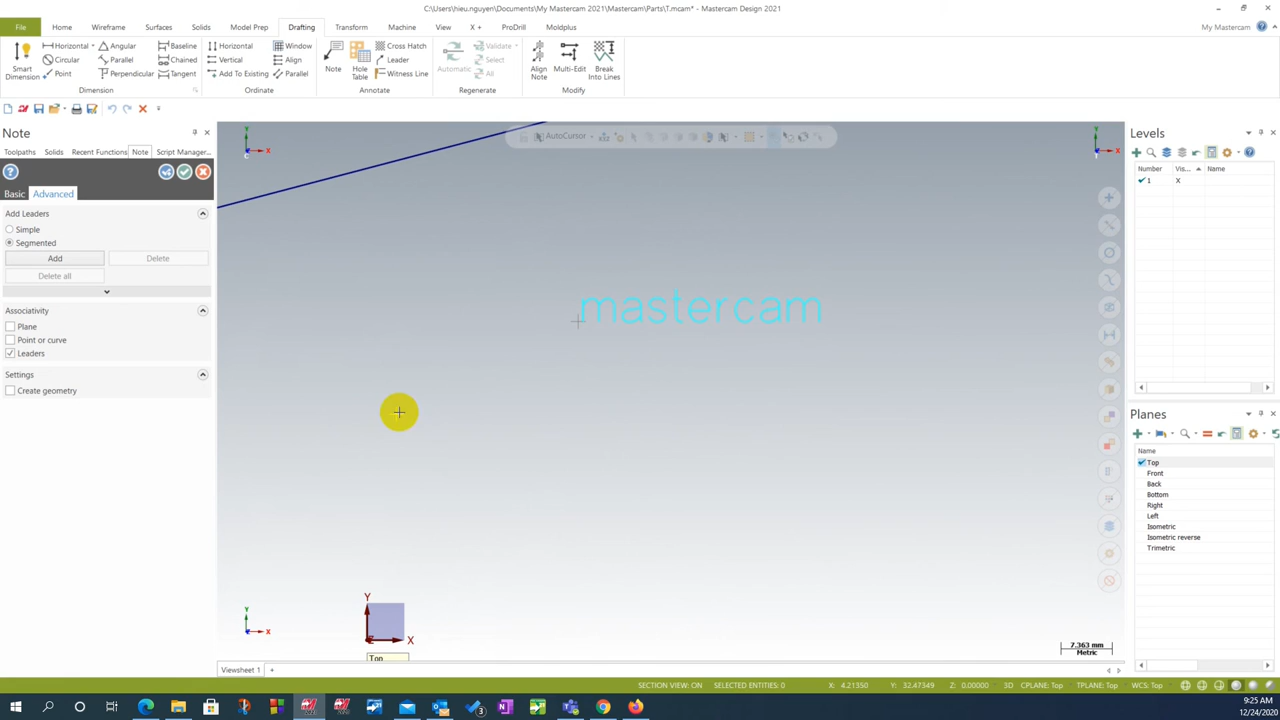 C:\Users\hieu.nguyen\Documents\My Mastercam 2021\Mastercam\Parts\T.mcam* - Mastercam Design 2021
File Home Wireframe Surfaces Solids Model Prep Drafting Transform Machine View X + ProDrill Moldplus My Mastercam
Smart Dimension
Horizontal Angular Baseline
Circular Parallel Chained
Point Perpendicular Tangent
Dimension
Horizontal Window
Vertical Align
Add To Existing Parallel
Ordinate
Note
Hole Table
Cross Hatch
Leader
Witness Line
Annotate
Automatic
Validate
Select
All
Regenerate
Align Note
Multi-Edit
Break Into Lines
Modify
Note
Toolpaths Solids Recent Functions Note Script Manager...
Basic Advanced
Add Leaders
Simple
Segmented
Add Delete
Delete all
Associativity
Plane
Point or curve
Leaders
Settings
Create geometry
AutoCursor
mastercam
Y
X
Top
7.363 mm
Metric
Viewsheet 1 +
Levels
Number Vis... Name
1 X
Planes
Name
Top
Front
Back
Bottom
Right
Left
Isometric
Isometric reverse
Trimetric
SECTION VIEW: ON SELECTED ENTITIES: 0 X: 4.21350 Y: 32.47349 Z: 0.00000 3D CPLANE: Top TPLANE: Top WCS: Top
9:25 AM
12/24/2020